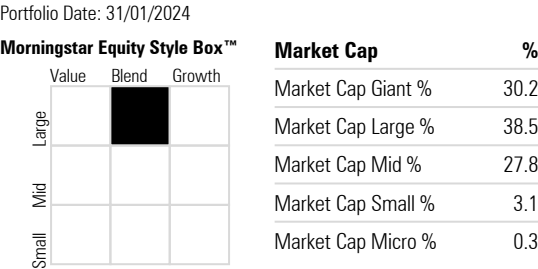 Portfolio Date: 31/01/2024
Morningstar Equity Style Box™
Value Blend Growth
Large
Mid
Small
Market Cap %
Market Cap Giant % 30.2
Market Cap Large % 38.5
Market Cap Mid % 27.8
Market Cap Small % 3.1
Market Cap Micro % 0.3